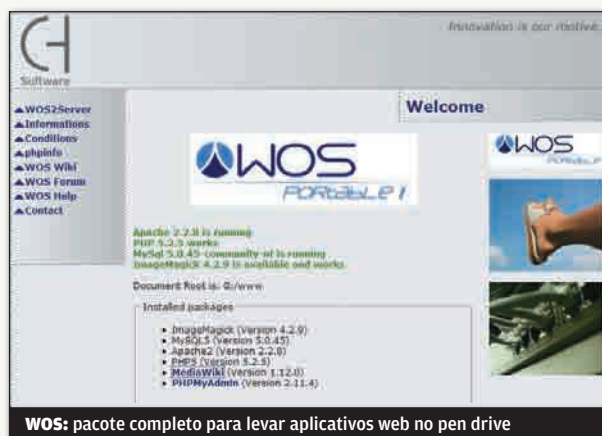 CH
Software
Innovation is our motive.
Welcome
WOS2Server
Informations
Conditions
phpinfo
WOS Wiki
WOS Forum
WOS Help
Contact
WOS
PORTABLE!
WOS
Apache 2.2.8 is running
PHP 5.2.5 works
MySql 5.0.45-community-nt is running
ImageMagick 4.2.9 is available and works
Document Root is: G:/www
Installed packages
ImageMagick (Version 4.2.9)
MySQL5 (Version 5.0.45)
Apache2 (Version 2.2.8)
PHP5 (Version 5.2.5)
MediaWiki (Version 1.12.0)
PHPMyAdmin (Version 2.11.4)
WOS: pacote completo para levar aplicativos web no pen drive